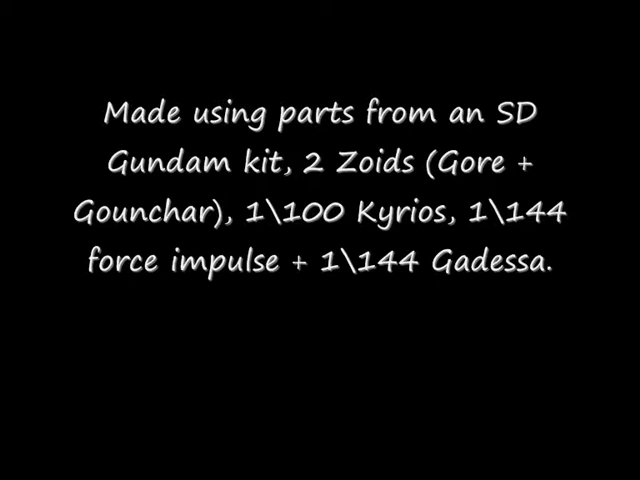 Made using parts from an SD
Gundam kit, 2 Zoids (Gore +
Gounchar), 1\100 Kyrios, 1\144
force impulse + 1\144 Gadessa.